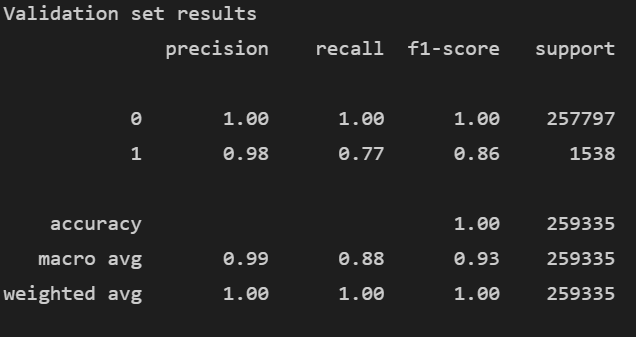 Validation set results
precision recall f1-score support
0 1.00 1.00 1.00 257797
1 0.98 0.77 0.86 1538
accuracy 1.00 259335
macro avg 0.99 0.88 0.93 259335
weighted avg 1.00 1.00 1.00 259335